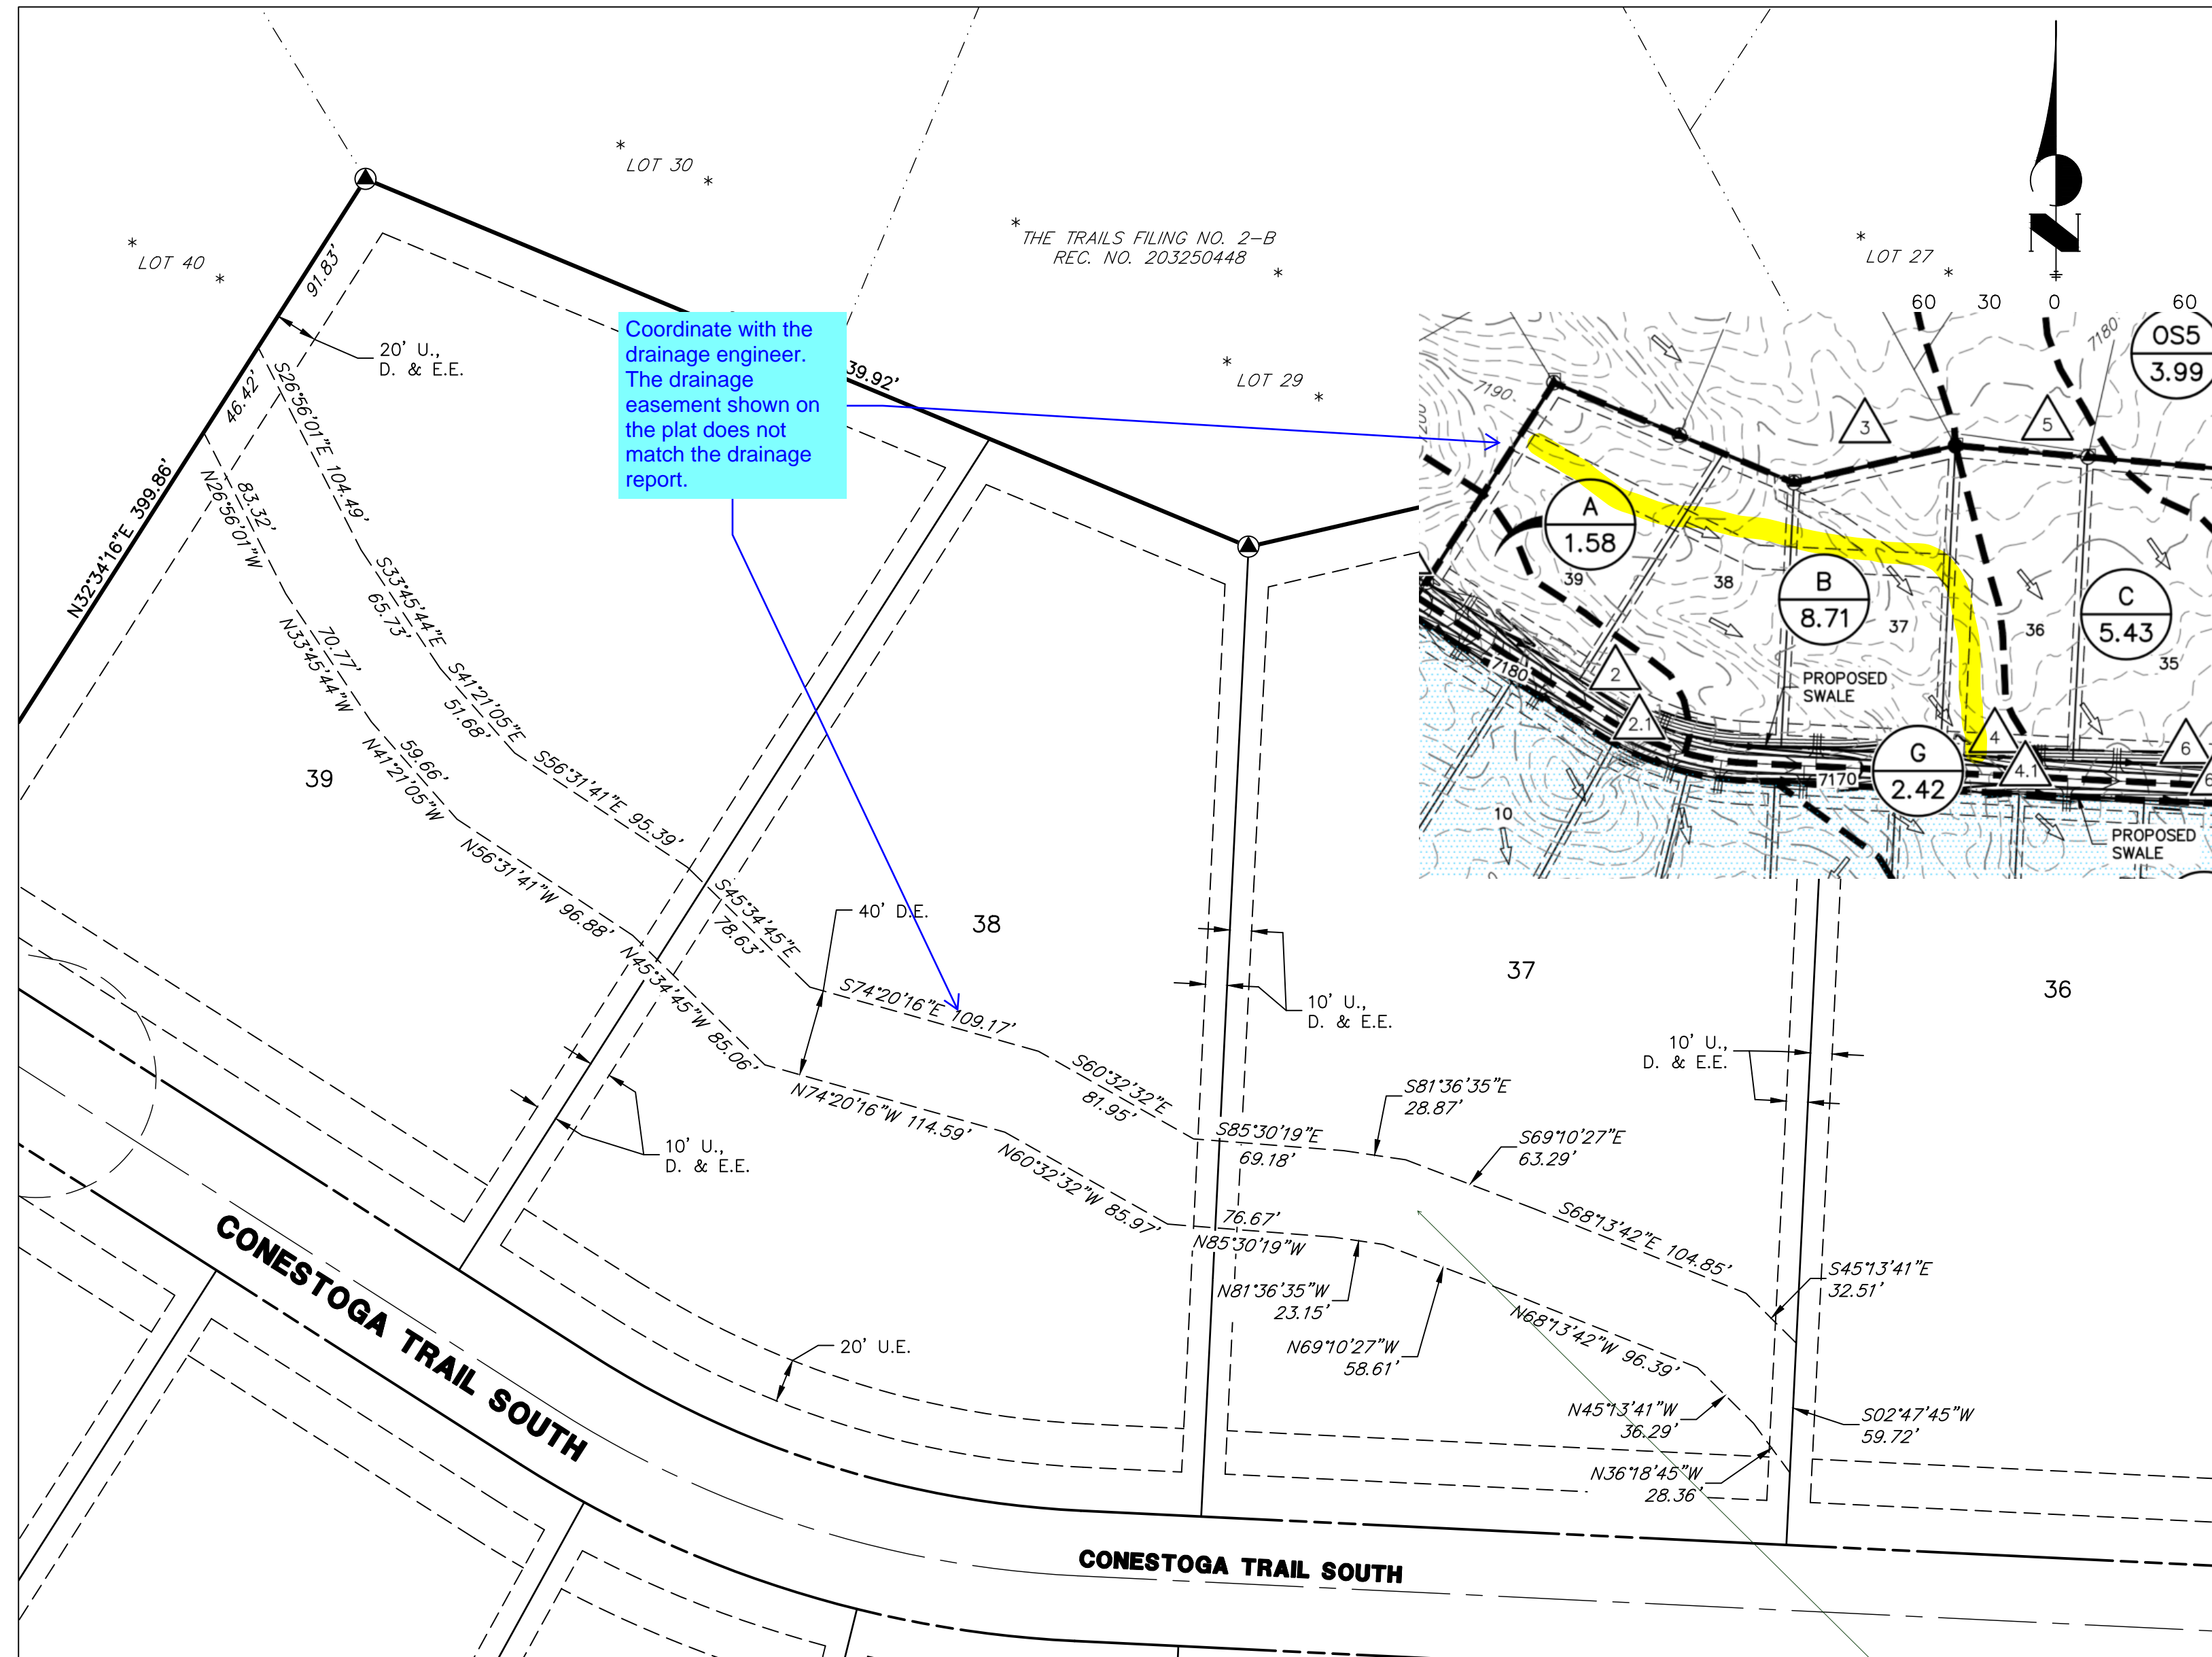 * LOT 30 *
* LOT 40 *
* THE TRAILS FILING NO. 2-B
REC. NO. 203250448 *
* LOT 27 *
* LOT 29 *
N
60 30 0 60
91.83'
46.42'
N32°34'16"E 399.86'
20' U.,
D. & E.E.
39.92'
Coordinate with the
drainage engineer.
The drainage
easement shown on
the plat does not
match the drainage
report.
S26°56'01"E 104.49'
83.32'
N26°56'01"W
S33°45'44"E
65.73'
70.77'
N33°45'44"W
S41°21'05"E
51.68'
59.66'
N41°21'05"W
S56°31'41"E 95.39'
N56°31'41"W 96.88'
39
S45°34'45"E
78.63'
N45°34'45"W 85.06'
40' D.E.
38
S74°20'16"E 109.17'
N74°20'16"W 114.59'
S60°32'32"E
81.95'
N60°32'32"W 85.97'
10' U.,
D. & E.E.
10' U.,
D. & E.E.
20' U.E.
37
S85°30'19"E
69.18'
76.67'
N85°30'19"W
S81°36'35"E
28.87'
N81°36'35"W
23.15'
S69°10'27"E
63.29'
N69°10'27"W
58.61'
S68°13'42"E 104.85'
N68°13'42"W 96.39'
10' U.,
D. & E.E.
36
S45°13'41"E
32.51'
N45°13'41"W
36.29'
S02°47'45"W
59.72'
N36°18'45"W
28.36'
CONESTOGA TRAIL SOUTH
CONESTOGA TRAIL SOUTH
7190
7180
OS5
3.99
3
5
A
1.58
39
38
B
8.71
37
36
C
5.43
35
2
2.1
7180
PROPOSED
SWALE
4
4.1
6
G
2.42
7170
10
PROPOSED
SWALE